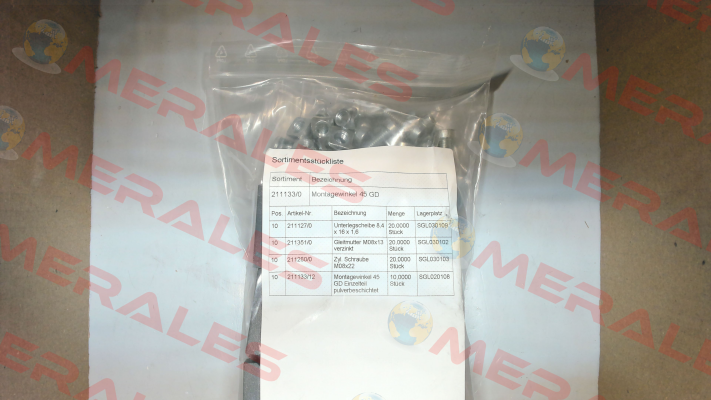 Sortimentsstückliste
Sortiment Bezeichnung
211133/0 Montagewinkel 45 GD
Pos. Artikel-Nr Bezeichnung Menge Lagerplatz
10 211127/0 Unterlegscheibe 8.4 20.0000 SGL030109
x 16 x 1.6 Stück
10 211351/0 Gleitmutter M08x13 20.0000 SGL030102
verzinkt Stück
10 211280/0 Zyl. Schraube 20.0000 SGL030103
M08x22 Stück
10 211133/12 Montagewinkel 45 10.0000 SGL020108
GD Einzelteil Stück
pulverbeschichtet
MERALES
MERALES
MERALES
MERALES
MERALES